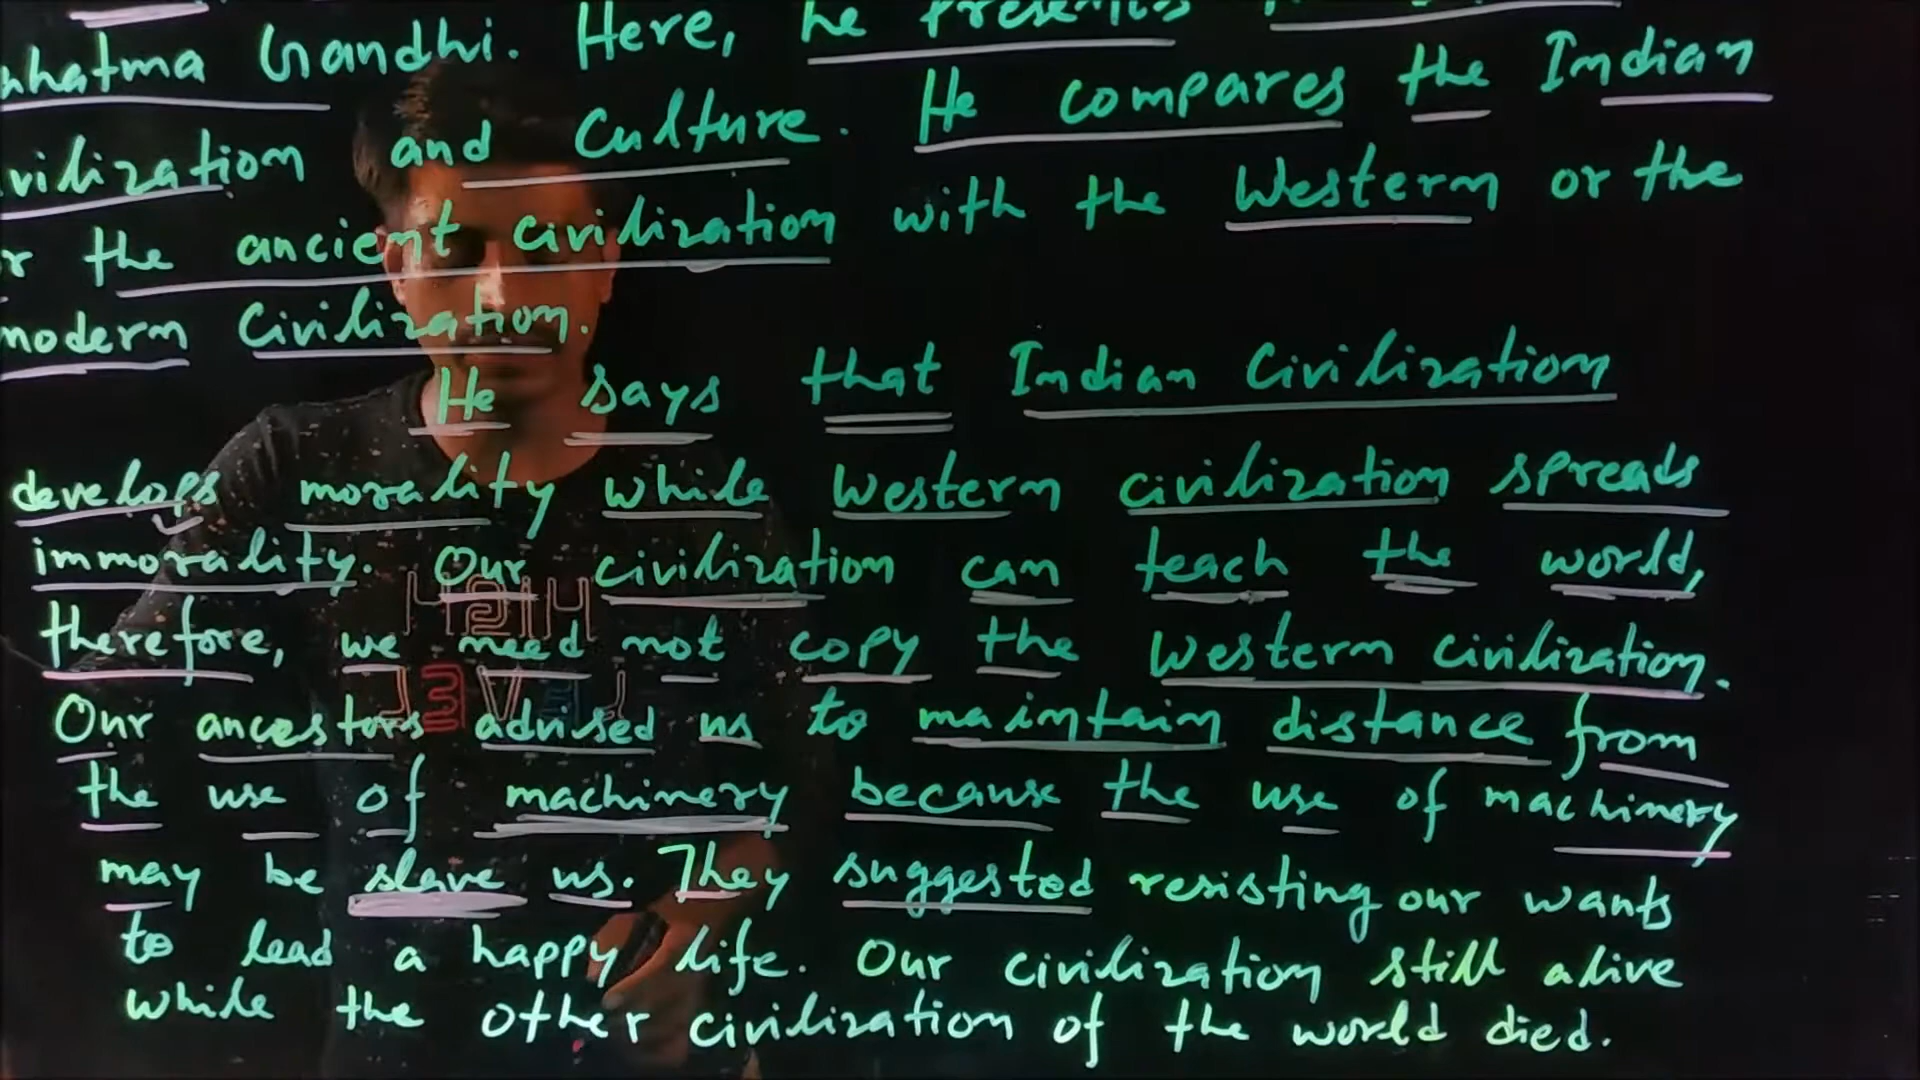 Gandhi. Here, he presents
civilization and Culture. He compares the Indian
or the ancient civilization with the Western or the
modern Civilization.
He says that Indian Civilization
develops morality while Western civilization spreads
immorality. Our civilization can teach the world,
therefore, we need not copy the Western civilization.
Our ancestors advised us to maintain distance from
the use of machinery because the use of machinery
may be slave us. They suggested resisting our wants
to lead a happy life. Our civilization still alive
while the other civilization of the world died.